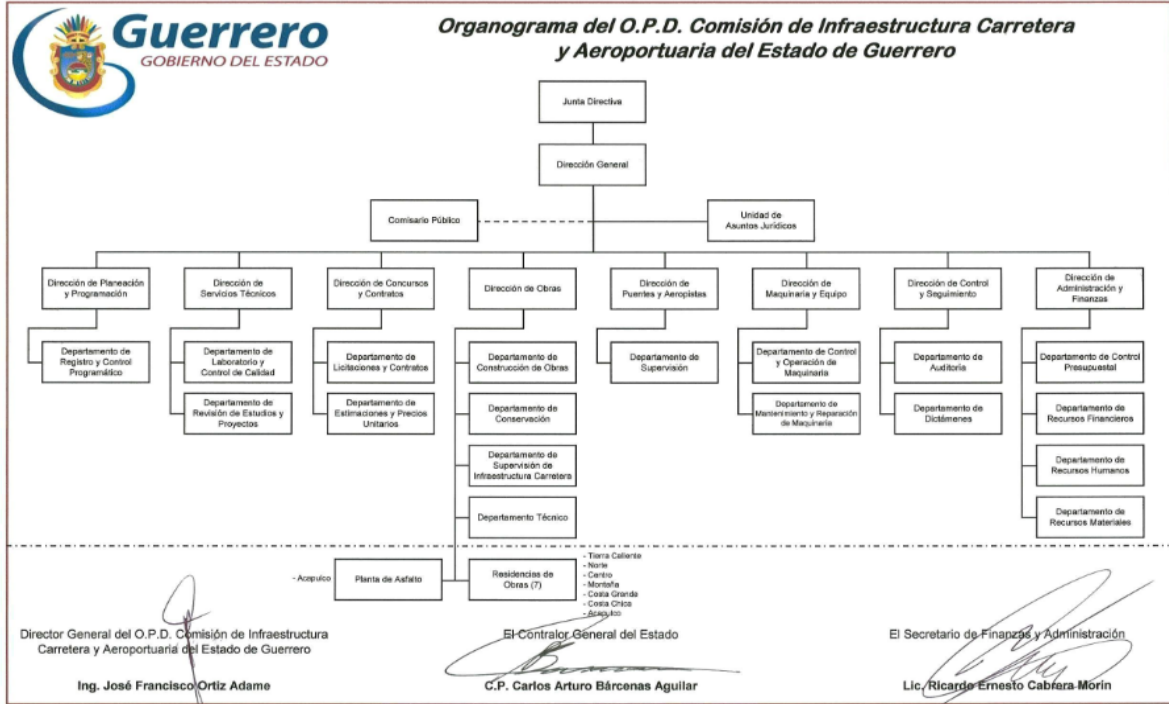 Guerrero
GOBIERNO DEL ESTADO
Organograma del O.P.D. Comisión de Infraestructura Carretera
y Aeroportuaria del Estado de Guerrero
Junta Directiva
Dirección General
Comisario Público
Unidad de
Asuntos Jurídicos
Dirección de Planeación
y Programación
Dirección de
Servicios Técnicos
Dirección de Concursos
y Contratos
Dirección de Obras
Dirección de
Puentes y Aeropistas
Dirección de
Maquinaria y Equipo
Dirección de Control
y Seguimiento
Dirección de
Administración y
Finanzas
Departamento de
Registro y Control
Programático
Departamento de
Laboratorio y
Control de Calidad
Departamento de
Licitaciones y Contratos
Departamento de
Construcción de Obras
Departamento de
Supervisión
Departamento de Control
y Operación de
Maquinaria
Departamento de
Auditoría
Departamento de Control
Presupuestal
Departamento de
Revisión de Estudios y
Proyectos
Departamento de
Estimaciones y Precios
Unitarios
Departamento de
Conservación
Departamento de
Mantenimiento y Reparación
de Maquinaria
Departamento de
Dictámenes
Departamento de
Recursos Financieros
Departamento de
Supervisión de
Infraestructura Carretera
Departamento de
Recursos Humanos
Departamento Técnico
Departamento de
Recursos Materiales
- Acapulco
Planta de Asfalto
Residencias de
Obras (7)
- Tierra Caliente
- Norte
- Centro
- Montaña
- Costa Grande
- Costa Chica
- Acapulco
Director General del O.P.D. Comisión de Infraestructura
Carretera y Aeroportuaria del Estado de Guerrero
Ing. José Francisco Ortiz Adame
El Contralor General del Estado
C.P. Carlos Arturo Bárcenas Aguilar
El Secretario de Finanzas y Administración
Lic. Ricardo Ernesto Cabrera Morin